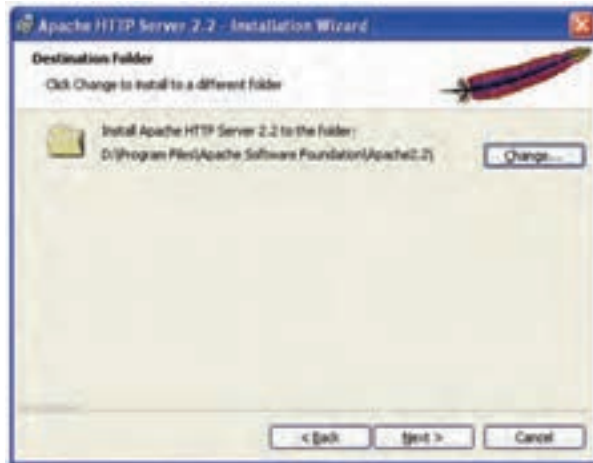 Apache HTTP Server 2.2 - Installation Wizard
Destination Folder
Click Change to install to a different folder
Install Apache HTTP Server 2.2 to the folder:
D:\Program Files\Apache Software Foundation\Apache2.2\
Change...
< Back
Next >
Cancel